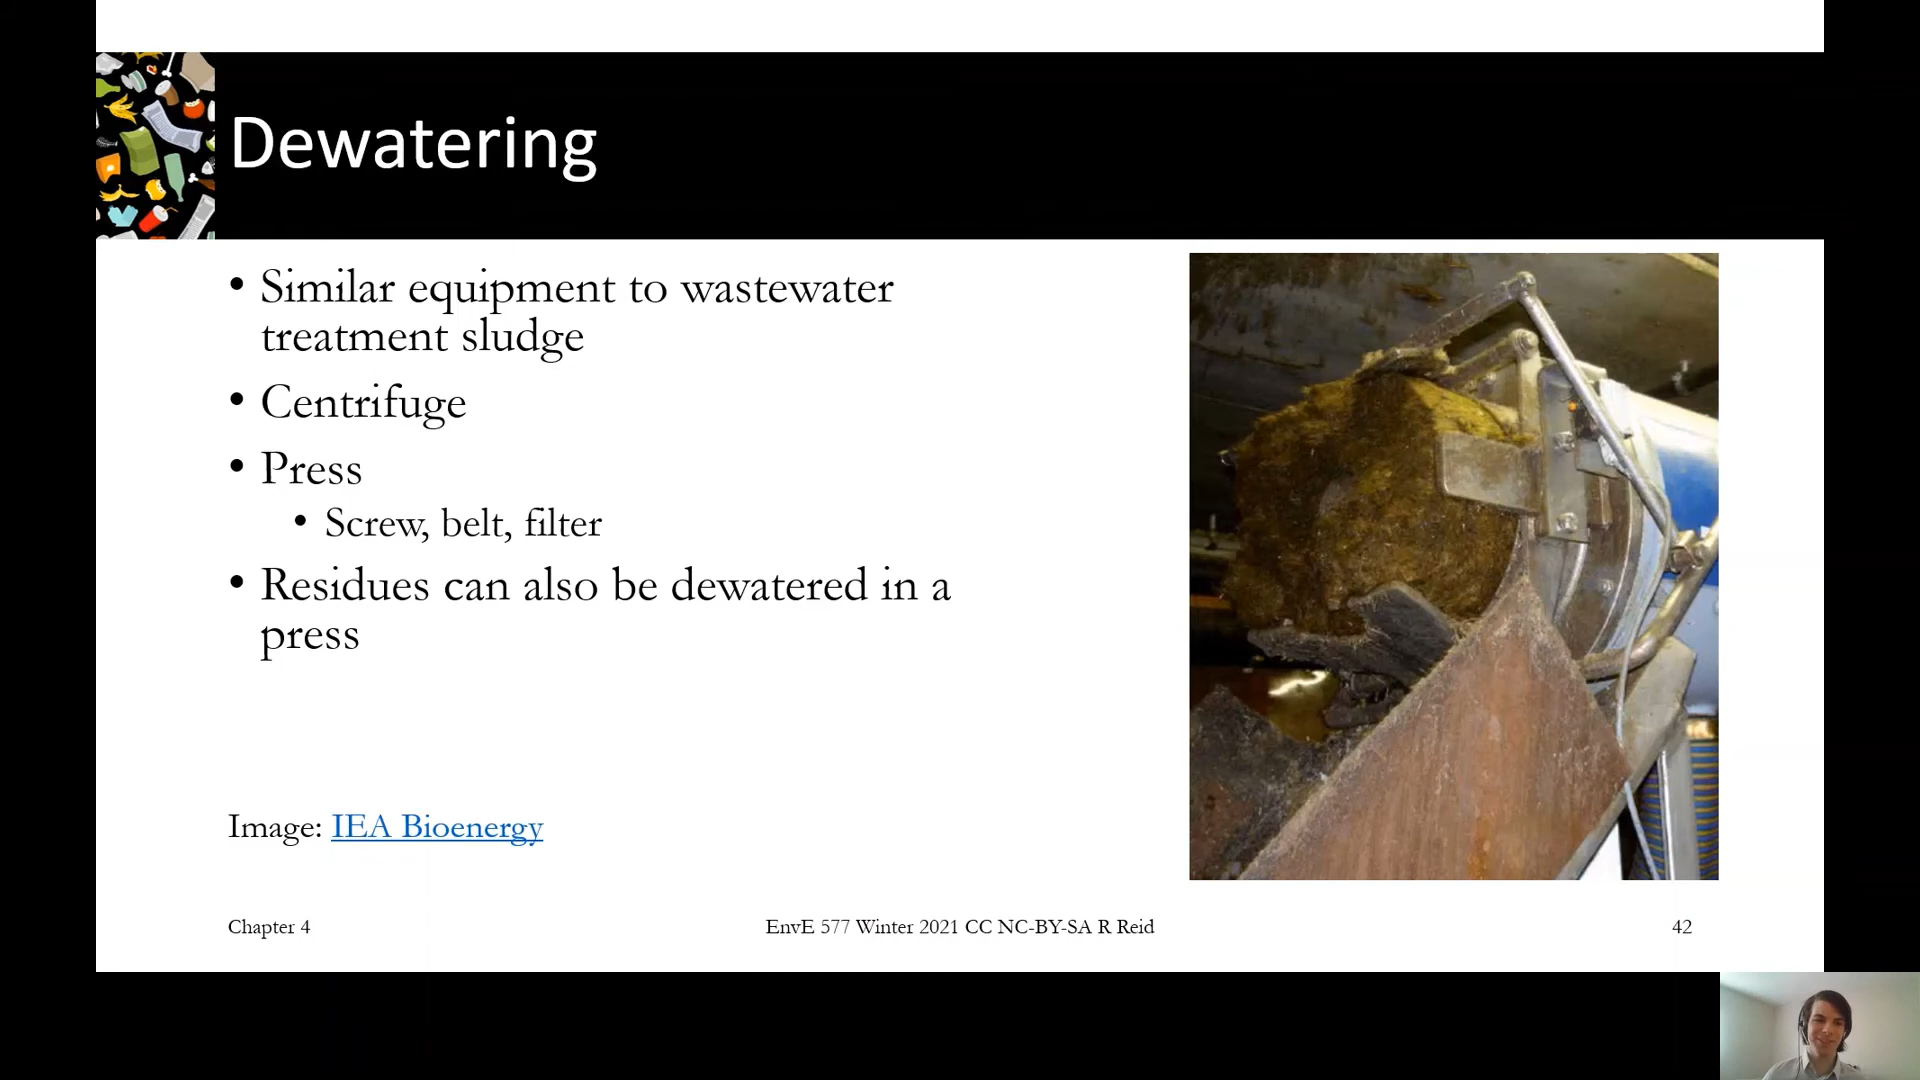 Dewatering
• Similar equipment to wastewater
treatment sludge
• Centrifuge
• Press
• Screw, belt, filter
• Residues can also be dewatered in a
press
Image: IEA Bioenergy
Chapter 4
EnvE 577 Winter 2021 CC NC-BY-SA R Reid
42